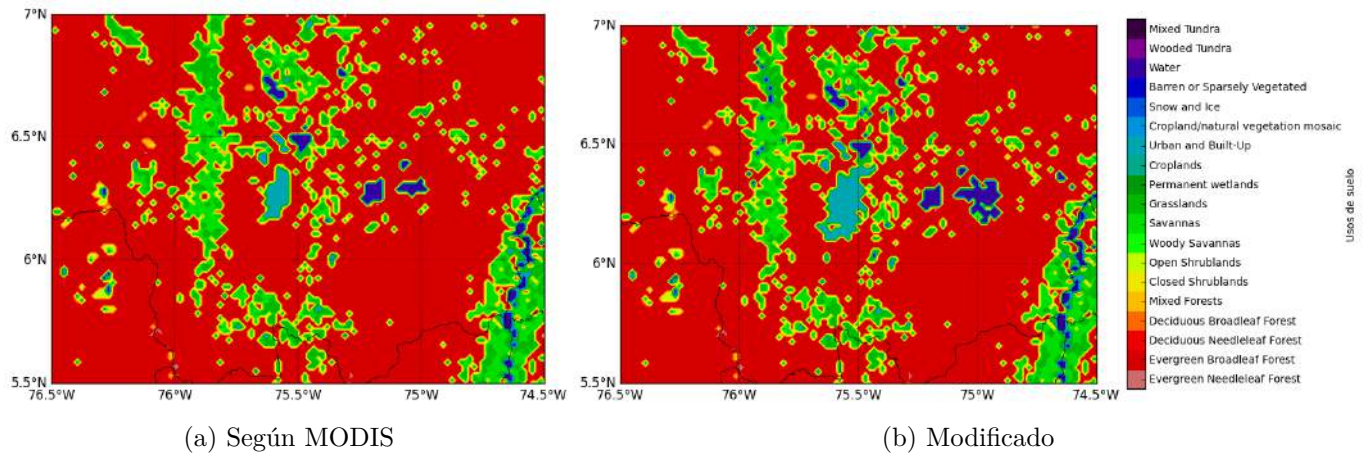 7°N
6.5°N
6°N
5.5°N
76.5°W 76°W 75.5°W 75°W 74.5°W
(a) Según MODIS
7°N
6.5°N
6°N
5.5°N
76.5°W 76°W 75.5°W 75°W 74.5°W
(b) Modificado
Mixed Tundra
Wooded Tundra
Water
Barren or Sparsely Vegetated
Snow and Ice
Cropland/natural vegetation mosaic
Urban and Built-Up
Croplands
Permanent wetlands
Grasslands
Savannas
Woody Savannas
Open Shrublands
Closed Shrublands
Mixed Forests
Deciduous Broadleaf Forest
Deciduous Needleleaf Forest
Evergreen Broadleaf Forest
Evergreen Needleleaf Forest
Usos de suelo